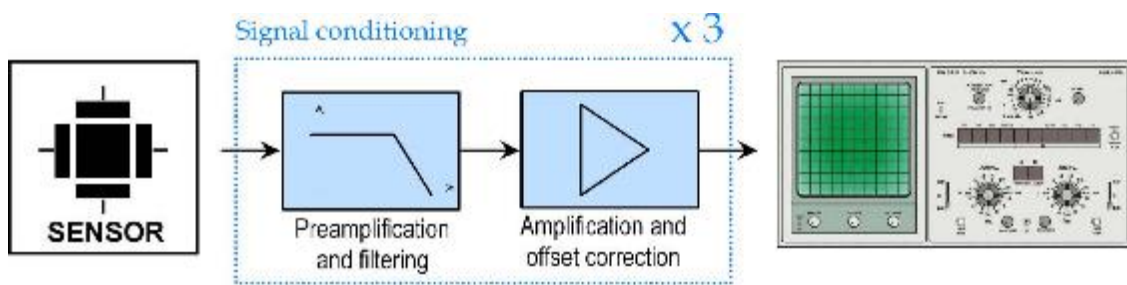 Signal conditioning
x 3
SENSOR
Preamplification
and filtering
Amplification and
offset correction